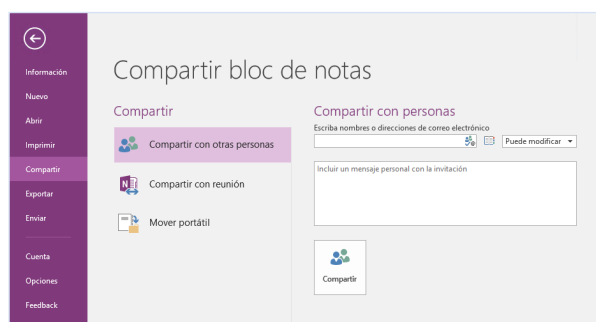 Información
Nuevo
Abrir
Imprimir
Compartir
Exportar
Enviar
Cuenta
Opciones
Feedback
Compartir bloc de notas
Compartir
Compartir con otras personas
Compartir con reunión
Mover portátil
Compartir con personas
Escriba nombres o direcciones de correo electrónico
Puede modificar
Incluir un mensaje personal con la invitación
Compartir